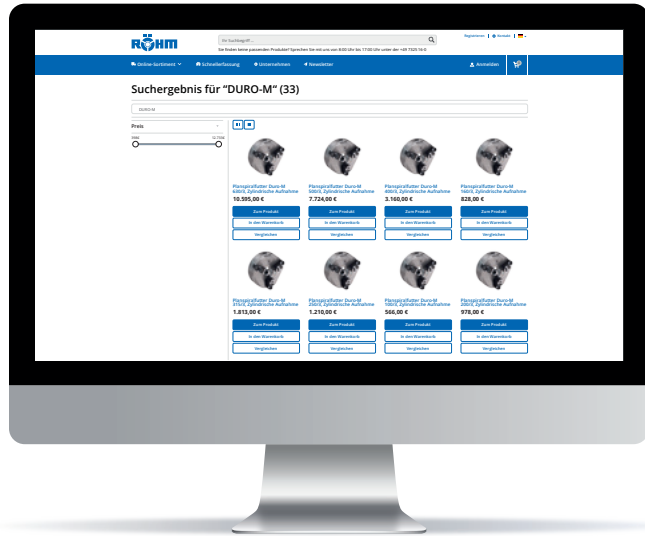 RÖHM
Ihr Suchbegriff ...
Sie finden keine passenden Produkte? Sprechen Sie mit uns von 8:00 Uhr bis 17:00 Uhr unter der +49 7325 16 0
Registrieren | Kontakt |
Online-Sortiment
Schnellerfassung
Unternehmen
Newsletter
Anmelden
Suchergebnis für "DURO-M" (33)
DURO-M
Preis
Planspiralfutter Duro-M
630/3, Zylindrische Aufnahme
10.595,00 €
Zum Produkt
In den Warenkorb
Vergleichen
Planspiralfutter Duro-M
500/3, Zylindrische Aufnahme
7.724,00 €
Zum Produkt
In den Warenkorb
Vergleichen
Planspiralfutter Duro-M
400/3, Zylindrische Aufnahme
3.160,00 €
Zum Produkt
In den Warenkorb
Vergleichen
Planspiralfutter Duro-M
160/3, Zylindrische Aufnahme
828,00 €
Zum Produkt
In den Warenkorb
Vergleichen
Planspiralfutter Duro-M
315/3, Zylindrische Aufnahme
1.813,00 €
Zum Produkt
In den Warenkorb
Vergleichen
Planspiralfutter Duro-M
250/3, Zylindrische Aufnahme
1.210,00 €
Zum Produkt
In den Warenkorb
Vergleichen
Planspiralfutter Duro-M
100/3, Zylindrische Aufnahme
566,00 €
Zum Produkt
In den Warenkorb
Vergleichen
Planspiralfutter Duro-M
200/3, Zylindrische Aufnahme
978,00 €
Zum Produkt
In den Warenkorb
Vergleichen